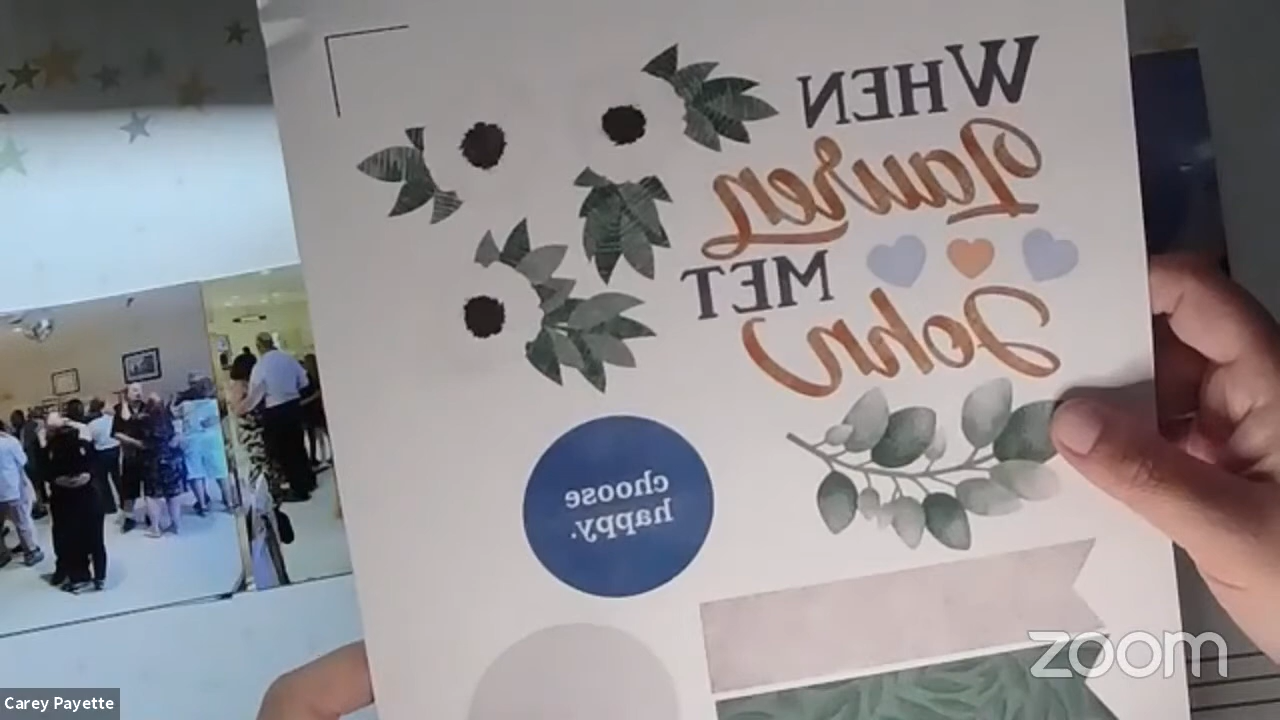 WHEN
Lauren
MET
John
choose
happy.
zoom
Carey Payette